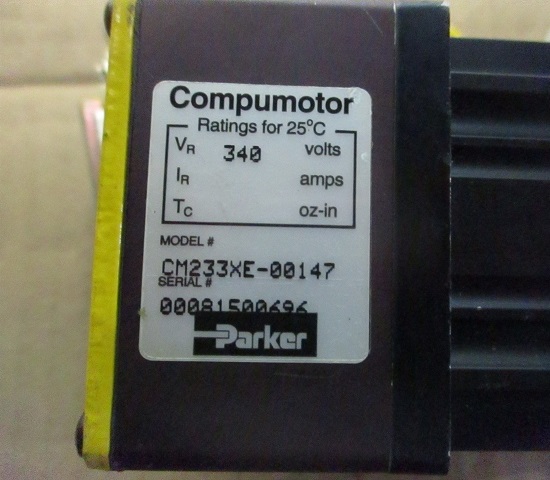 Compumotor
Ratings for 25°C
VR 340 volts
IR amps
TC oz-in
MODEL #
CM233XE-00147
SERIAL #
00081500696
Parker